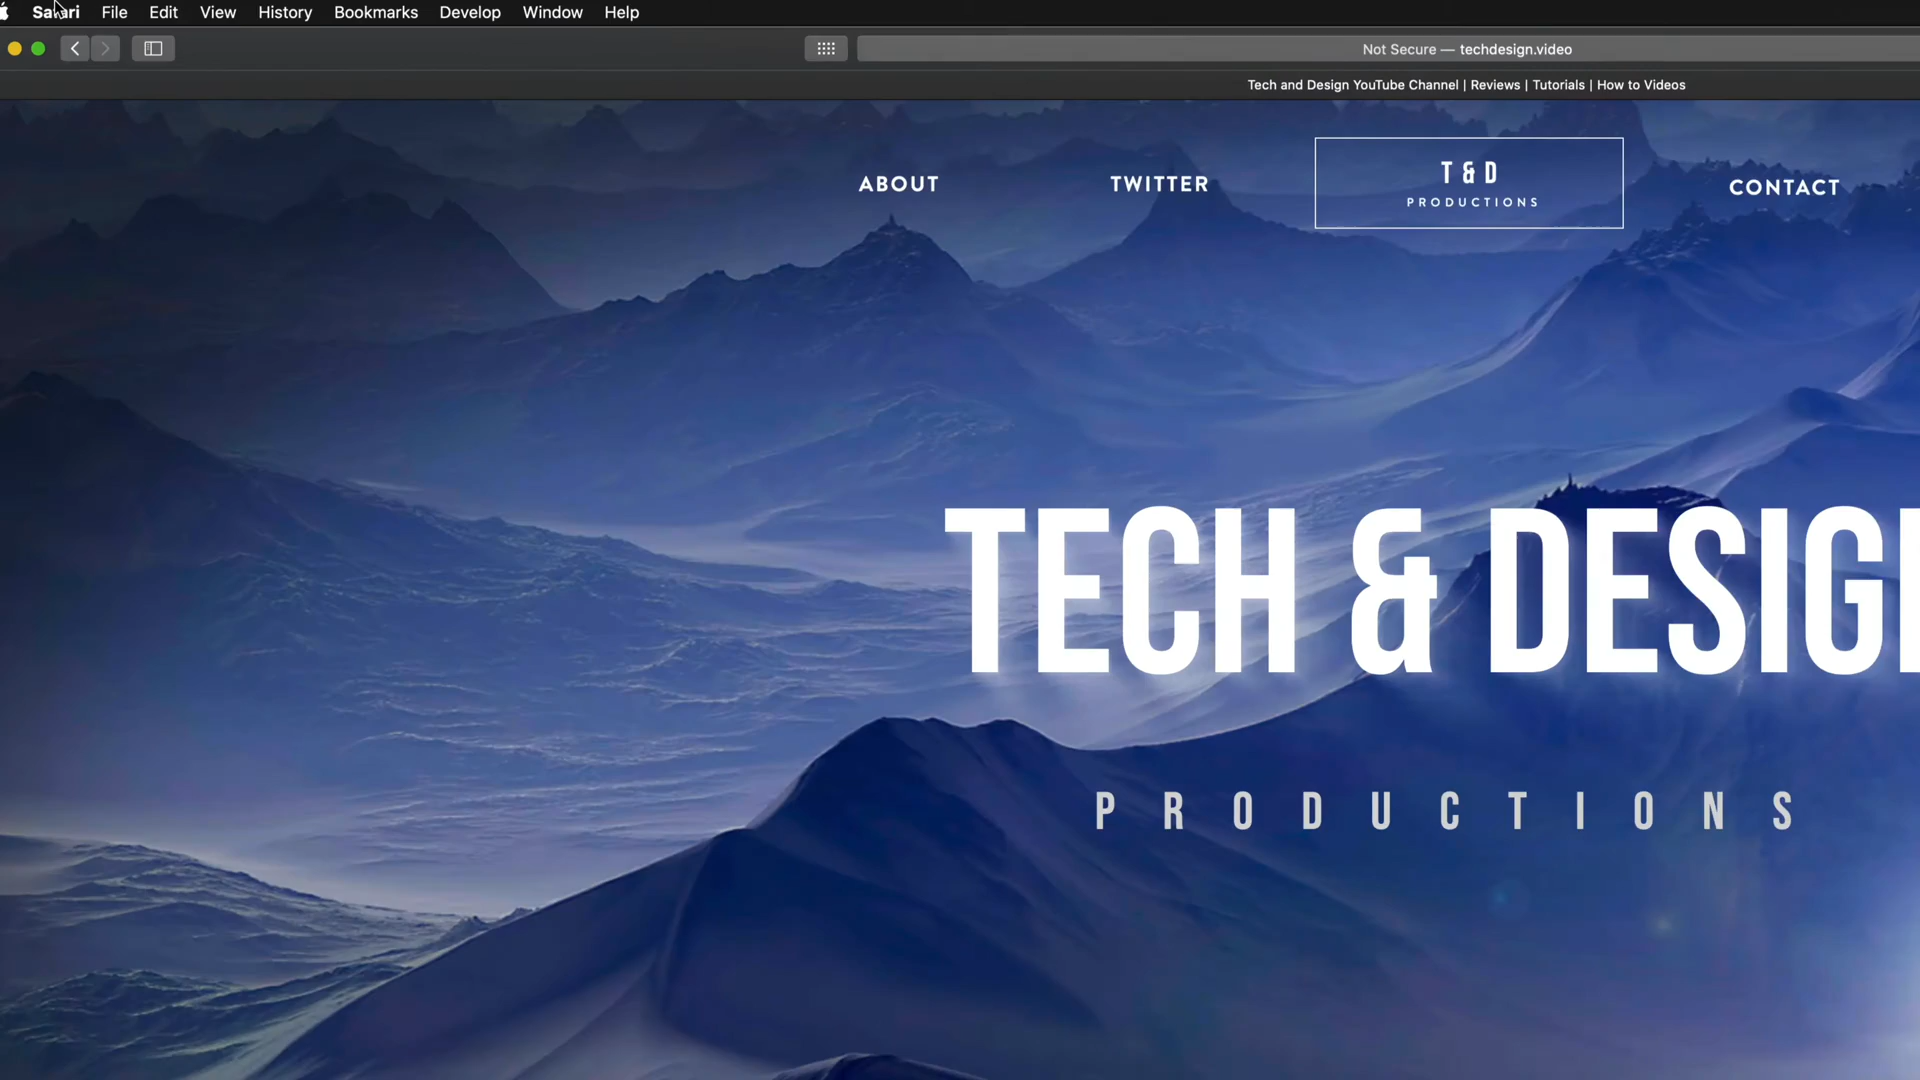 Safari File Edit View History Bookmarks Develop Window Help
Not Secure — techdesign.video
Tech and Design YouTube Channel | Reviews | Tutorials | How to Videos
ABOUT TWITTER T & D CONTACT
PRODUCTIONS
TECH & DESIG
PRODUCTIONS